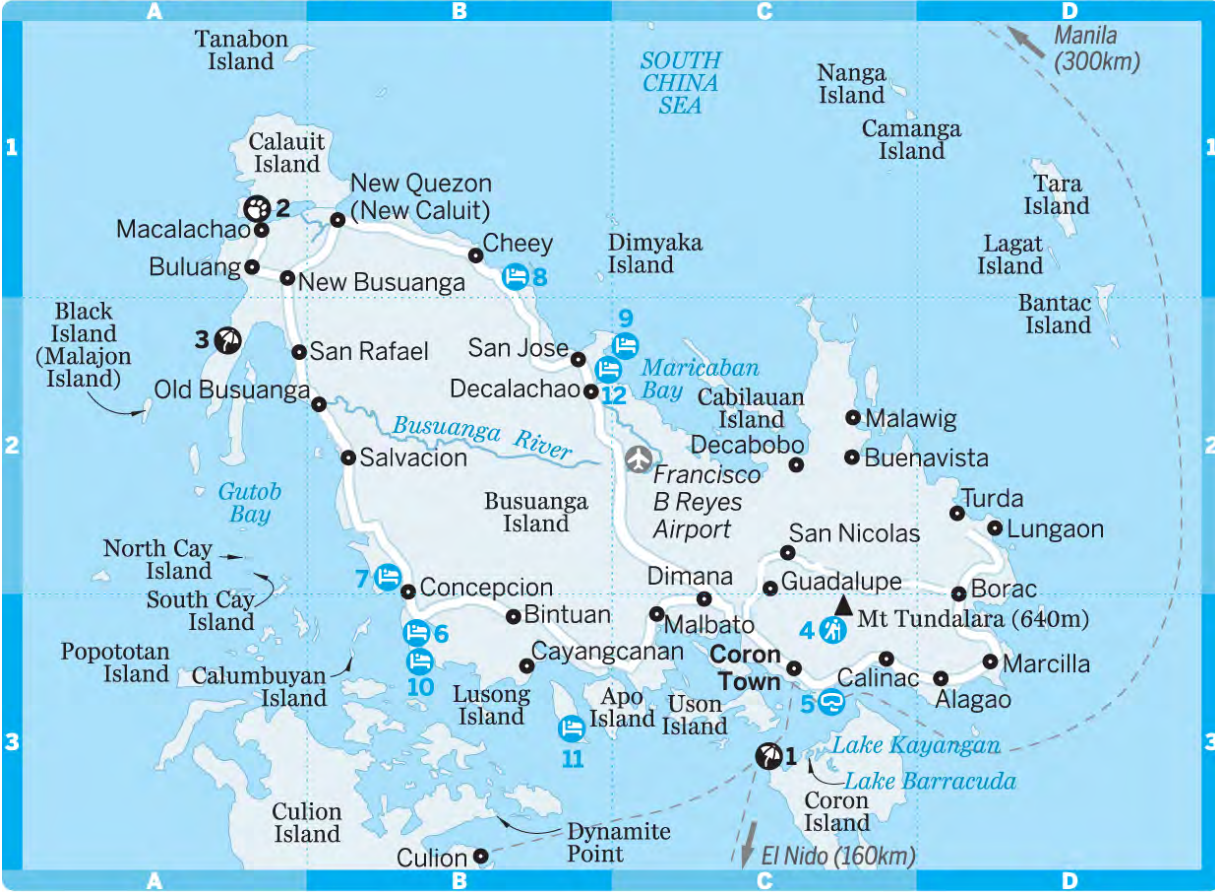 A
B
C
D
Tanabon
Island
SOUTH
CHINA
SEA
Manila
(300km)
Nanga
Island
Camanga
Island
1
1
Calauit
Island
New Quezon
(New Caluit)
2
Macalachao
Tara
Island
Cheey
Dimyaka
Island
Lagat
Island
Buluang
New Busuanga
8
Bantac
Island
Black
Island
(Malajon
Island)
3
9
San Rafael
San Jose
Maricaban
Bay
Old Busuanga
Decalachao
12
Cabilauan
Island
Malawig
Busuanga River
Decabobo
2
2
Salvacion
Buenavista
Francisco
B Reyes
Airport
Gutob
Bay
Busuanga
Island
Turda
Lungaon
North Cay
Island
San Nicolas
7
Concepcion
Dimana
Guadalupe
Borac
South Cay
Island
Bintuan
Malbato
Mt Tundalara (640m)
6
4
Popototan
Island
Calumbuyan
Island
10
Cayangcanan
Coron
Town
Calinac
Marcilla
Lusong
Island
Apo
Island
Uson
Island
5
Alagao
3
3
11
1
Lake Kayangan
Lake Barracuda
Culion
Island
Coron
Island
Dynamite
Point
Culion
El Nido (160km)
A
B
C
D